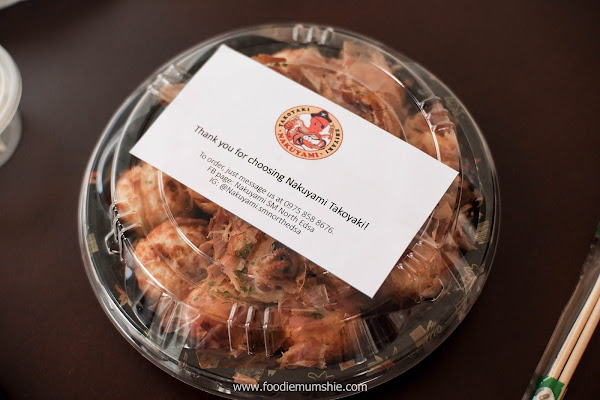 TAKOYAKI
NAKUYAMI
Thank you for choosing Nakuyami Takoyaki!
To order, just message us at 0975 858 8676.
FB page: Nakuyami SM North Edsa
IG: @Nakuyami.smnorthedsa
www.foodiemumshie.com